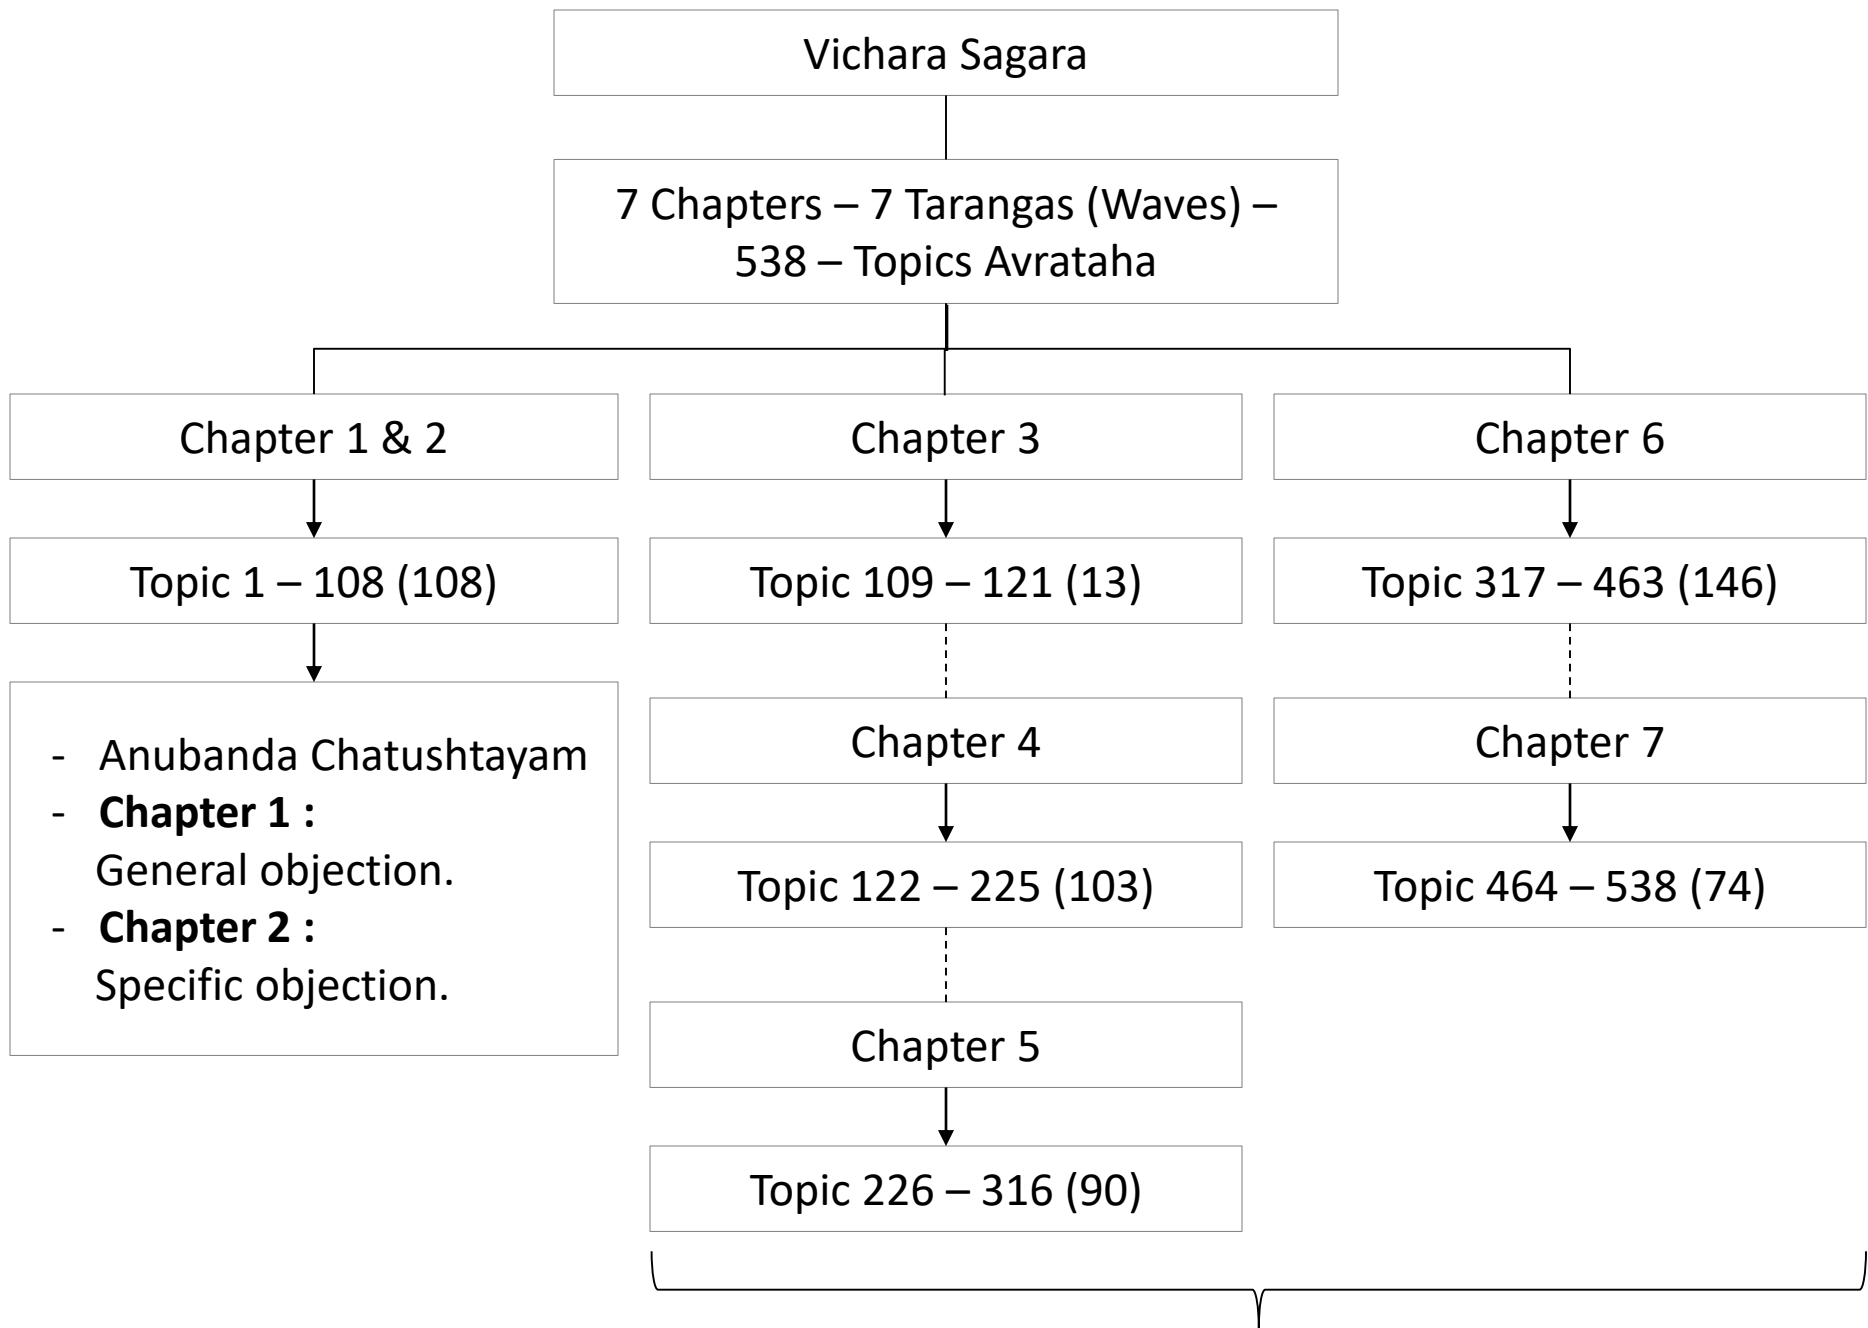 Vichara Sagara
7 Chapters – 7 Tarangas (Waves) –
538 – Topics Avrataha
Chapter 1 & 2
Topic 1 – 108 (108)
- Anubanda Chatushtayam
- Chapter 1 :
General objection.
- Chapter 2 :
Specific objection.
Chapter 3
Topic 109 – 121 (13)
Chapter 4
Topic 122 – 225 (103)
Chapter 5
Topic 226 – 316 (90)
Chapter 6
Topic 317 – 463 (146)
Chapter 7
Topic 464 – 538 (74)